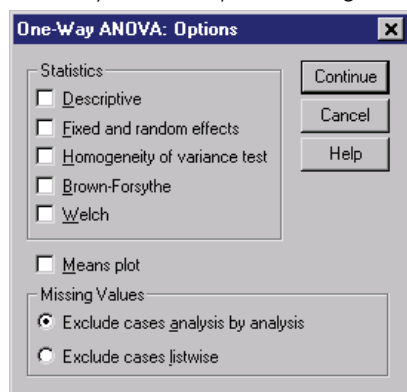 One-Way ANOVA: Options
Statistics
Descriptive
Fixed and random effects
Homogeneity of variance test
Brown-Forsythe
Welch
Continue
Cancel
Help
Means plot
Missing Values
Exclude cases analysis by analysis
Exclude cases listwise